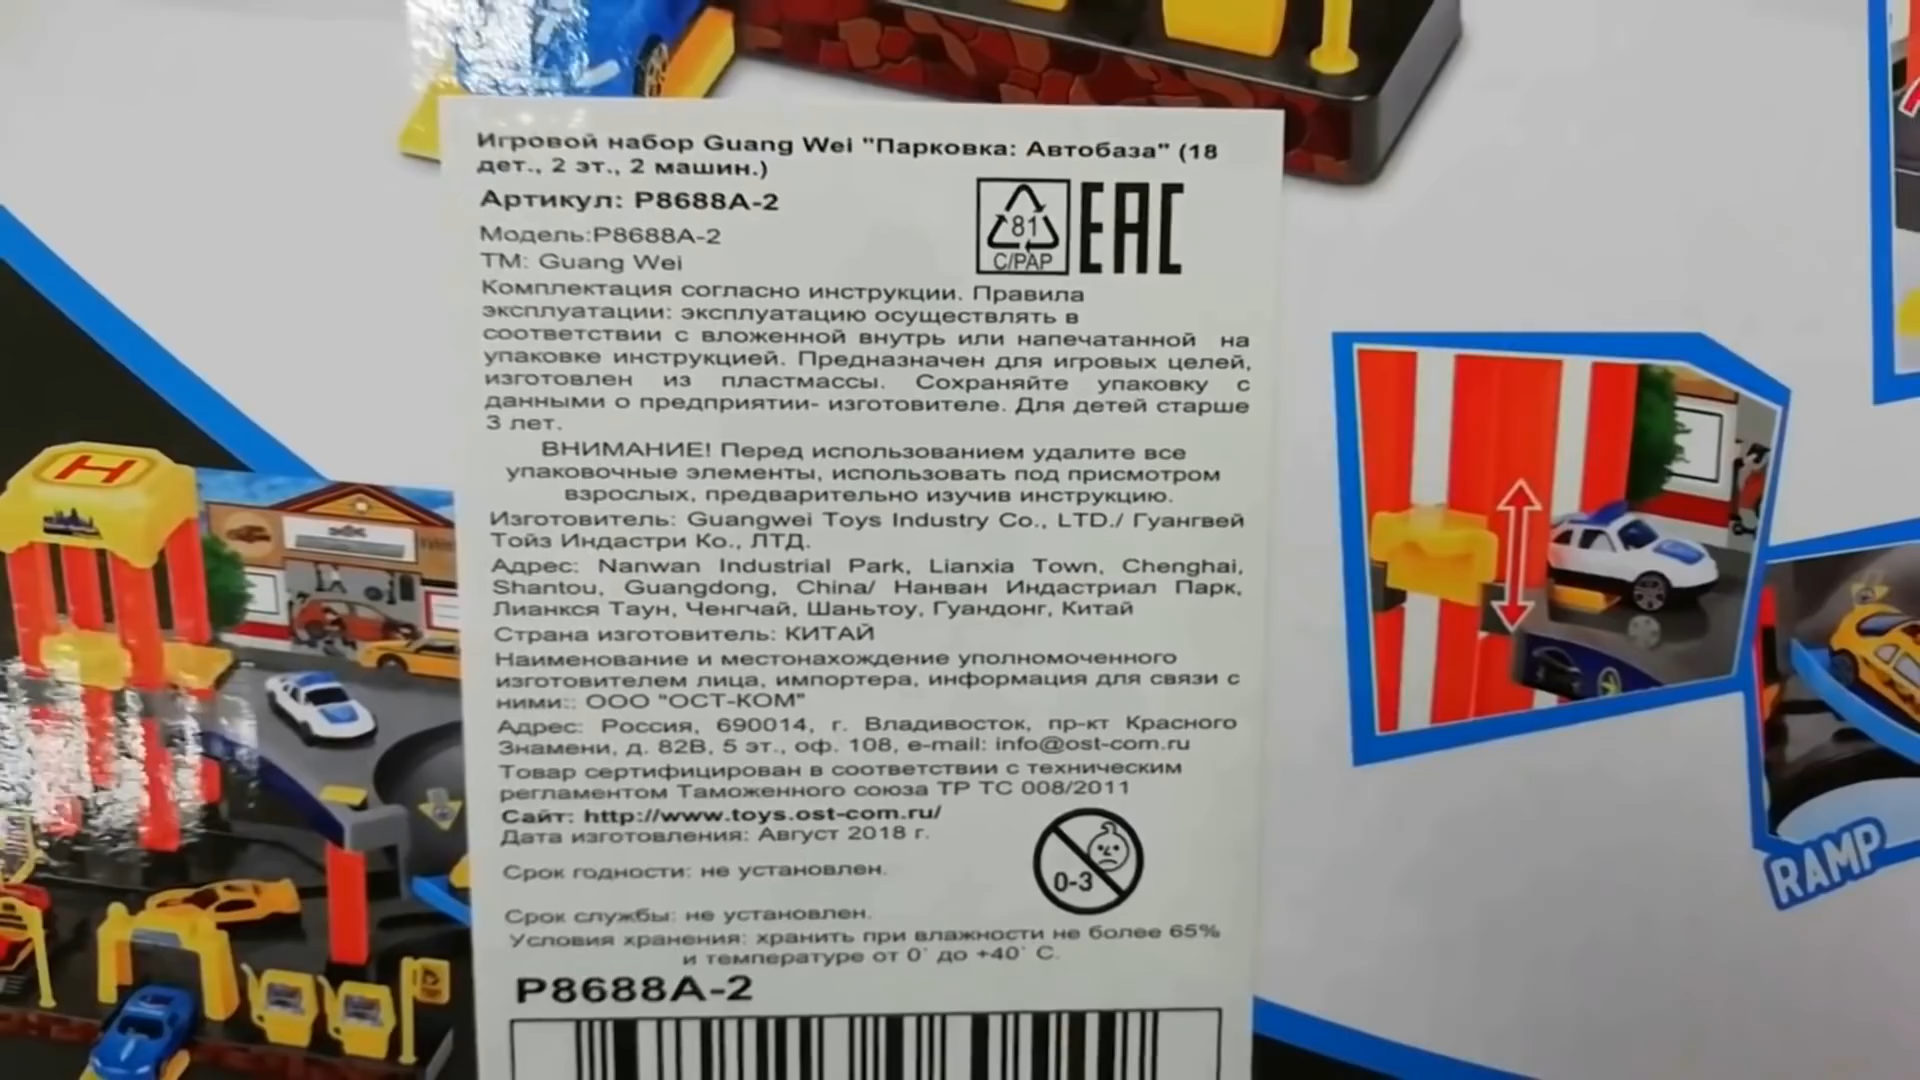 Игровой набор Guang Wei "Парковка: Автобаза" (18
дет., 2 эт., 2 машин.)
Артикул: P8688A-2
Модель:P8688A-2
ТМ: Guang Wei
81
C/PAP
EAC
Комплектация согласно инструкции. Правила
эксплуатации: эксплуатацию осуществлять в
соответствии с вложенной внутрь или напечатанной на
упаковке инструкцией. Предназначен для игровых целей,
изготовлен из пластмассы. Сохраняйте упаковку с
данными о предприятии- изготовителе. Для детей старше
3 лет.
ВНИМАНИЕ! Перед использованием удалите все
упаковочные элементы, использовать под присмотром
взрослых, предварительно изучив инструкцию.
Изготовитель: Guangwei Toys Industry Co., LTD./ Гуангвей
Тойз Индастри Ко., ЛТД.
Адрес: Nanwan Industrial Park, Lianxia Town, Chenghai,
Shantou, Guangdong, China/ Нанван Индастриал Парк,
Лианкся Таун, Ченгчай, Шаньтоу, Гуандонг, Китай
Страна изготовитель: КИТАЙ
Наименование и местонахождение уполномоченного
изготовителем лица, импортера, информация для связи с
ними:: ООО "ОСТ-КОМ"
Адрес: Россия, 690014, г. Владивосток, пр-кт Красного
Знамени, д. 82В, 5 эт., оф. 108, e-mail: info@ost-com.ru
Товар сертифицирован в соответствии с техническим
регламентом Таможенного союза ТР ТС 008/2011
Сайт: http://www.toys.ost-com.ru/
Дата изготовления: Август 2018 г.
Срок годности: не установлен.
0-3
Срок службы: не установлен.
Условия хранения: хранить при влажности не более 65%
и температуре от 0° до +40° С.
P8688A-2
H
RAMP